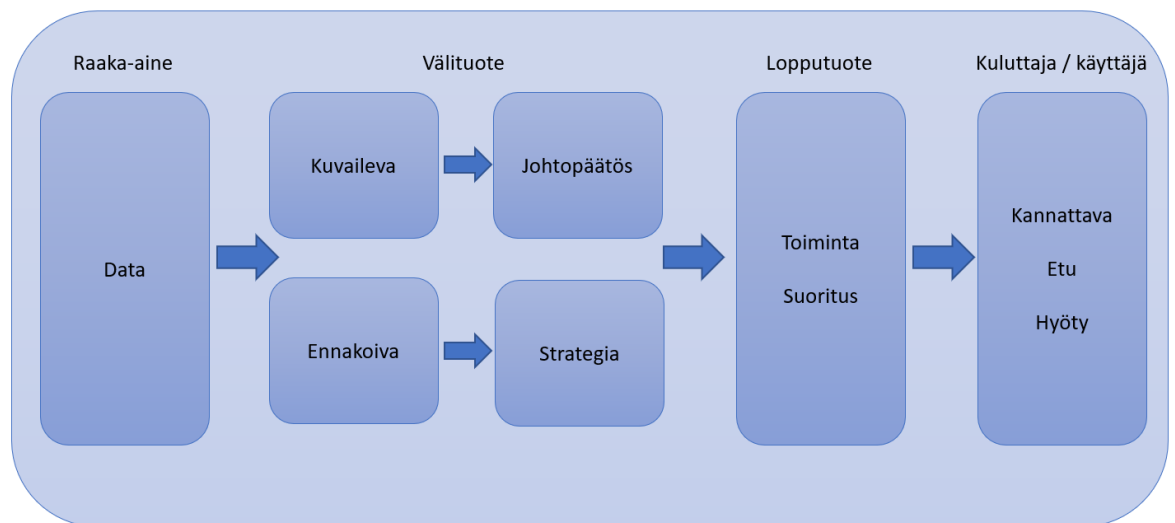 Raaka-aine
Välituote
Lopputuote
Kuluttaja / käyttäjä
Data
Kuvaileva
Johtopäätös
Ennakoiva
Strategia
Toiminta
Suoritus
Kannattava
Etu
Hyöty